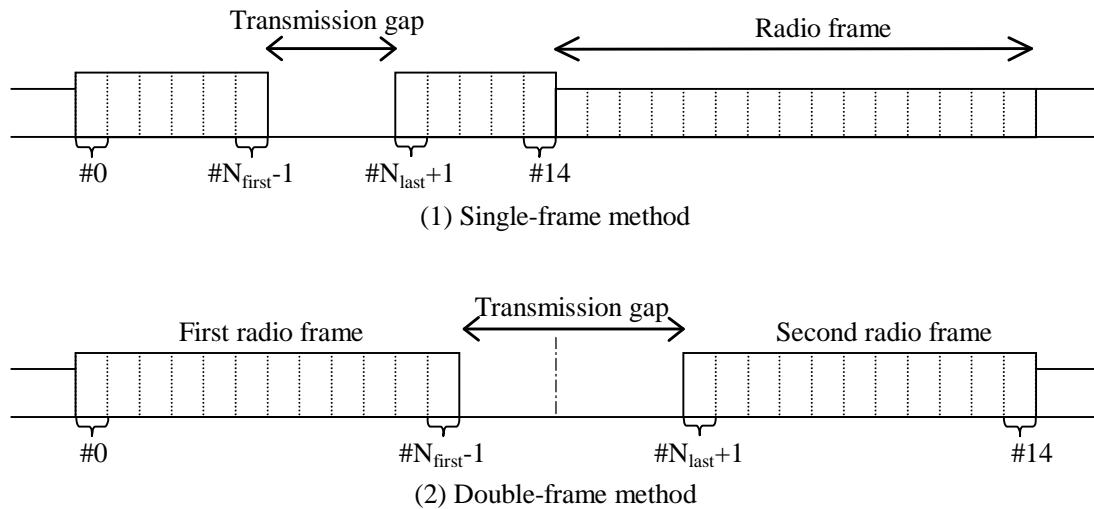 Transmission gap
Radio frame
#0 #N_first-1 #N_last+1 #14
(1) Single-frame method
Transmission gap
First radio frame Second radio frame
#0 #N_first-1 #N_last+1 #14
(2) Double-frame method